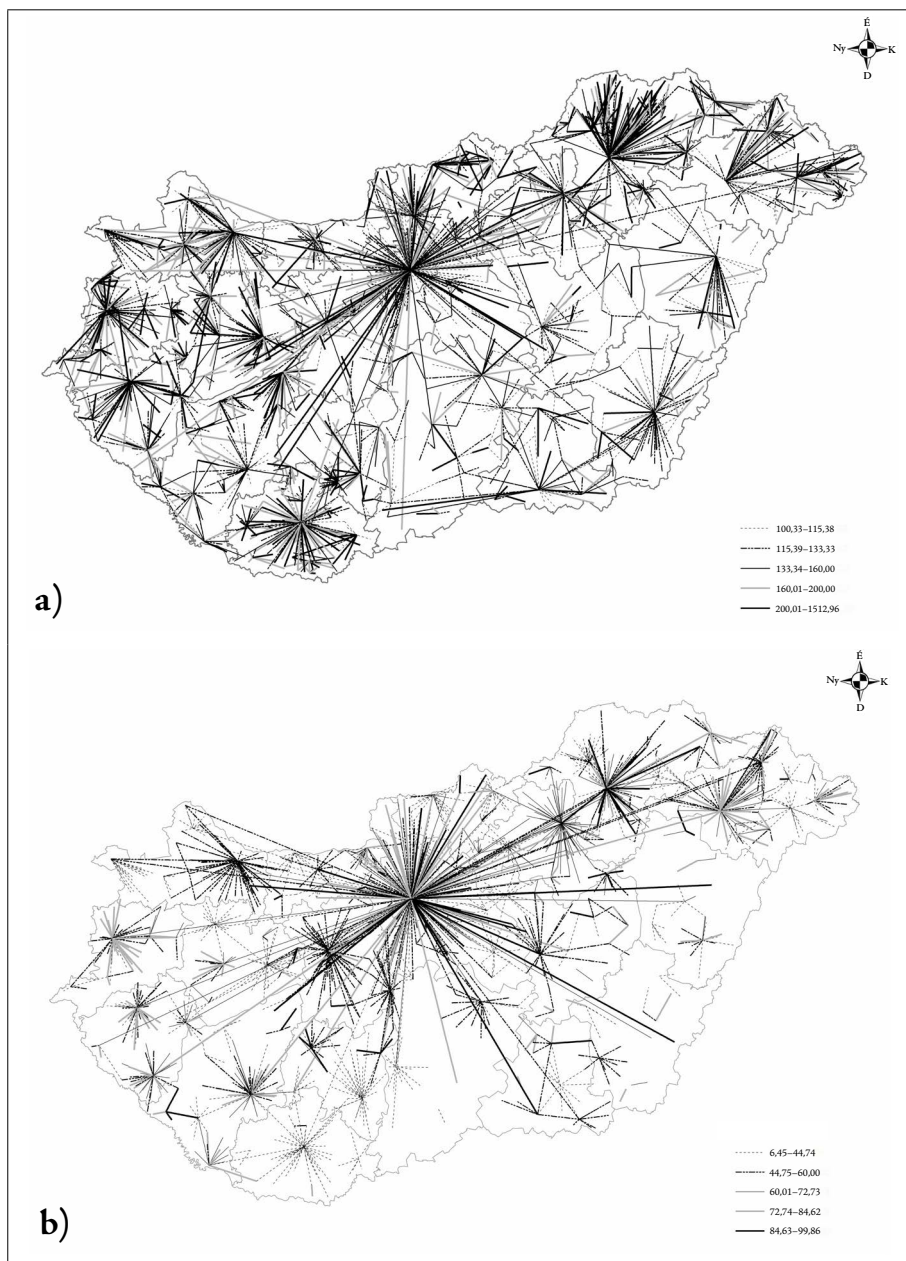 É
Ny K
D
100,33–115,38
115,39–133,33
133,34–160,00
160,01–200,00
200,01–1512,96
a)
É
Ny K
D
6,45–44,74
44,75–60,00
60,01–72,73
72,74–84,62
84,63–99,86
b)